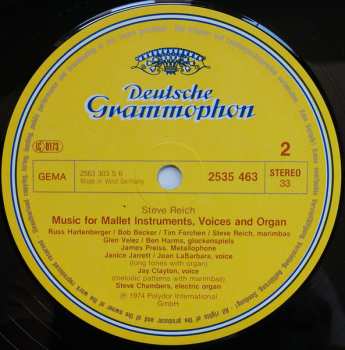 Deutsche
Grammophon
LC 0173
2
GEMA
2563 303 S 6
Made in West Germany
2535 463
STEREO
33
Steve Reich
Music for Mallet Instruments, Voices and Organ
Russ Hartenberger / Bob Becker / Tim Ferchen / Steve Reich, marimbas
Glen Velez / Ben Harms, glockenspiels
James Preiss, Metallophone
Janice Jarrett / Joan LaBarbara, voice
(long tones with organ)
Jay Clayton, voice
(melodic patterns with marimbas)
Steve Chambers, electric organ
℗ 1974 Polydor International
GmbH